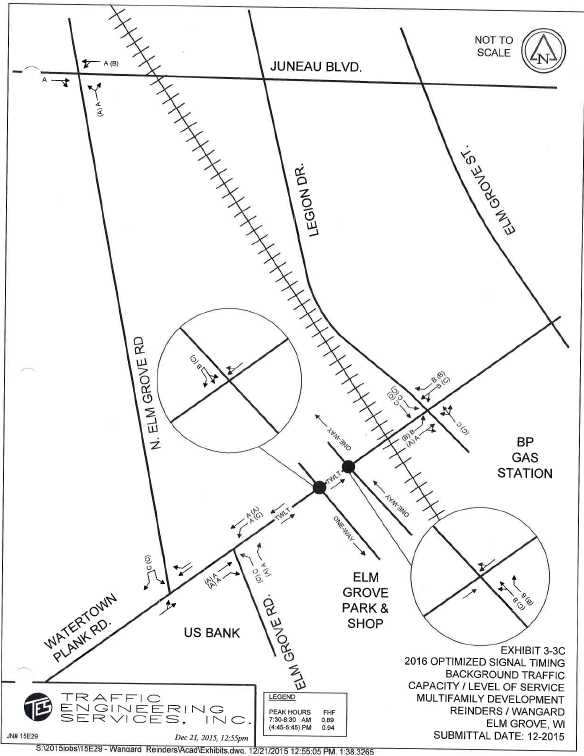 NOT TO
SCALE
N
JUNEAU BLVD.
A (B)
A
(A) A
LEGION DR.
ELM GROVE ST.
N. ELM GROVE RD
B (C)
B (B)
B (C)
(C) C
(C) C
(B) B
(A) A
(C) C
ONE-WAY
BP
GAS
STATION
TWLT
ONE-WAY
ONE-WAY
A (A)
A (C)
TWLT
C (C)
(A) A
(A) A
(C) C
(A) A
ELM
GROVE
PARK &
SHOP
(C) B
(B) B
WATERTOWN
PLANK RD.
US BANK
ELM GROVE RD.
EXHIBIT 3-3C
2016 OPTIMIZED SIGNAL TIMING
BACKGROUND TRAFFIC
CAPACITY / LEVEL OF SERVICE
MULTIFAMILY DEVELOPMENT
REINDERS / WANGARD
ELM GROVE, WI
SUBMITTAL DATE: 12-2015
TES
TRAFFIC
ENGINEERING
SERVICES, INC.
JN# 15E29
Dec 21, 2015, 12:55pm
LEGEND
PEAK HOURS FHF
7:30-8:30 AM 0.89
(4:45-5:45) PM 0.94
S:\2015jobs\15E29 - Wangard_Reinders\Acad\Exhibits.dwg, 12/21/2015 12:55:05 PM, 1:38.3265